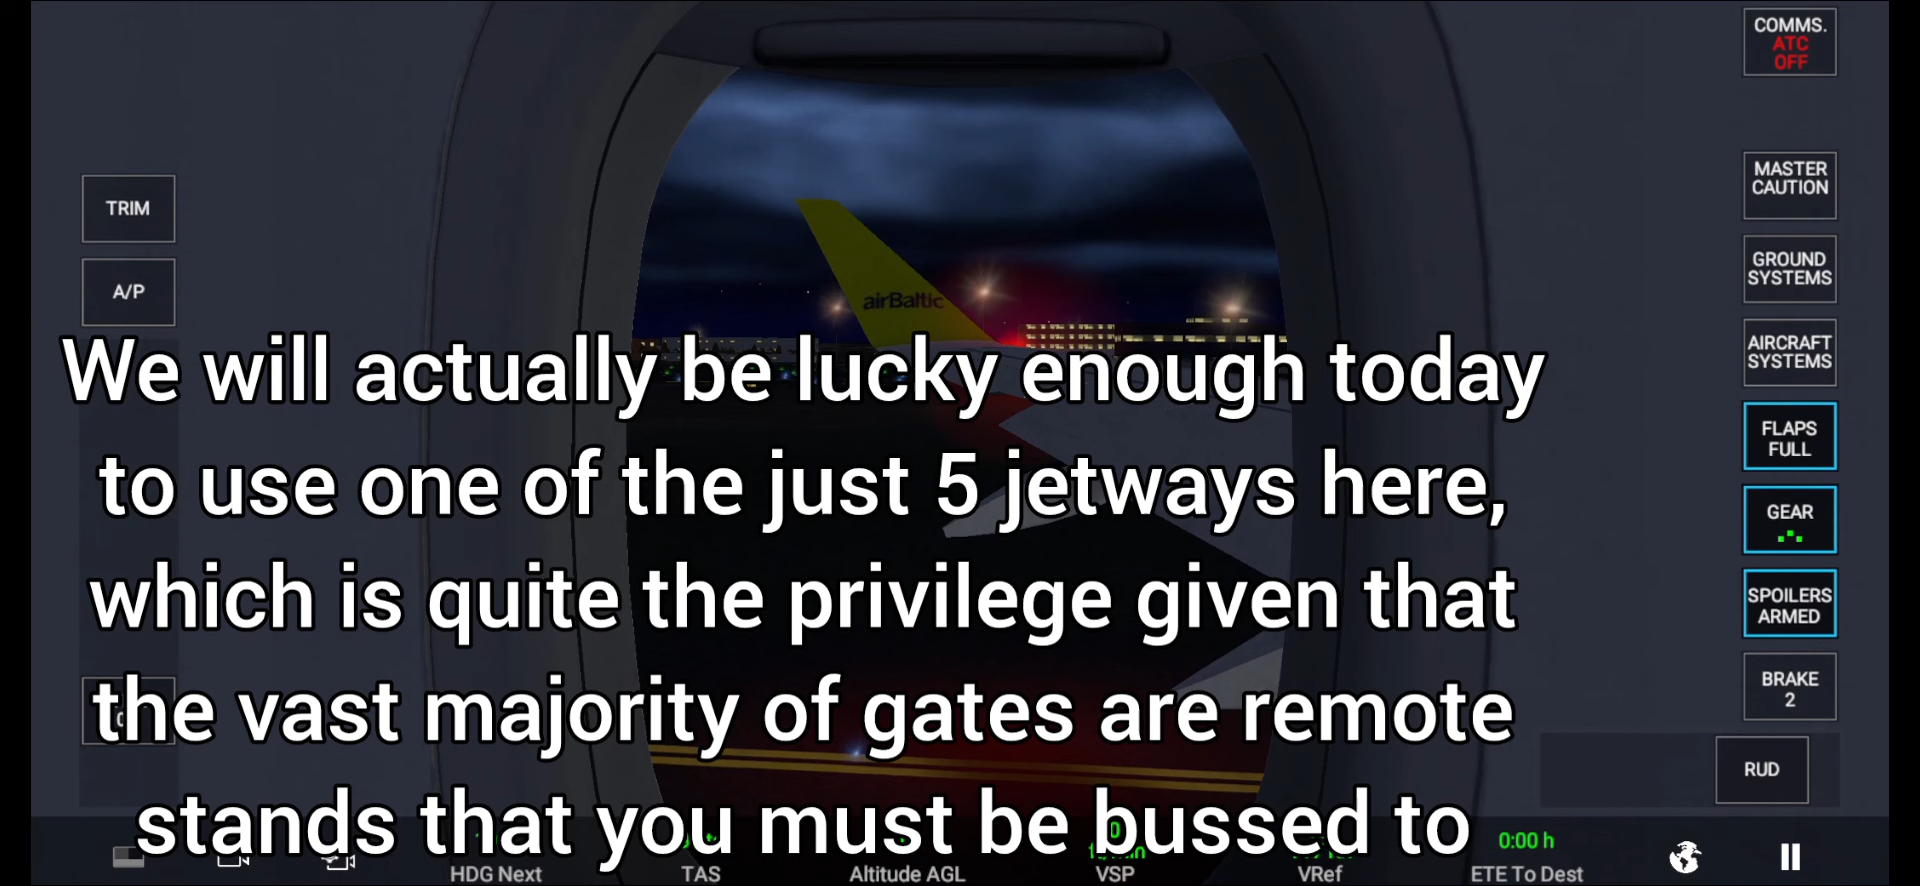 COMMS.
ATC
OFF
MASTER
CAUTION
TRIM
GROUND
SYSTEMS
A/P
airBaltic
AIRCRAFT
SYSTEMS
We will actually be lucky enough today
to use one of the just 5 jetways here,
which is quite the privilege given that
the vast majority of gates are remote
stands that you must be bussed to
FLAPS
FULL
GEAR
SPOILERS
ARMED
BRAKE
2
RUD
0:00 h
HDG Next
TAS
Altitude AGL
VSP
VRef
ETE To Dest